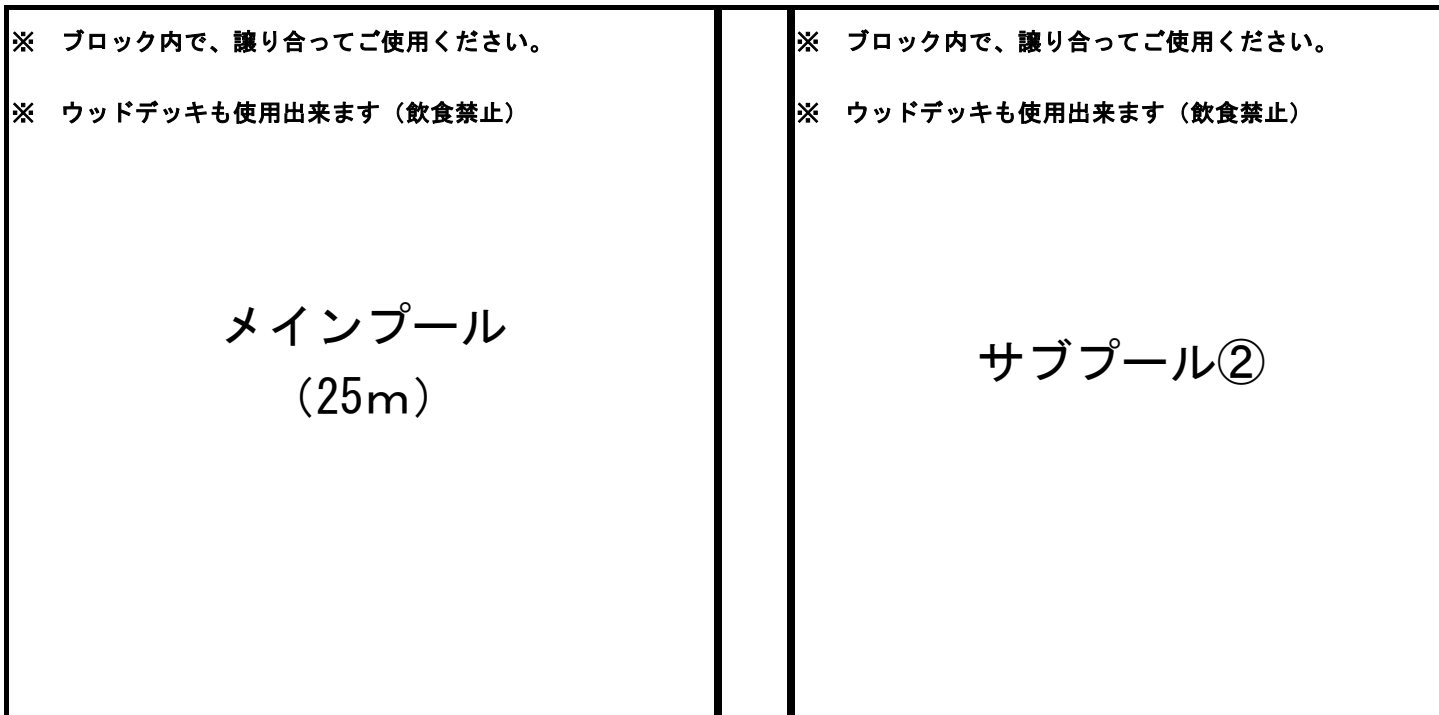 ※　ブロック内で、譲り合ってご使用ください。
※　ウッドデッキも使用出来ます（飲食禁止）
メインプール
（25ｍ）
※　ブロック内で、譲り合ってご使用ください。
※　ウッドデッキも使用出来ます（飲食禁止）
サブプール②